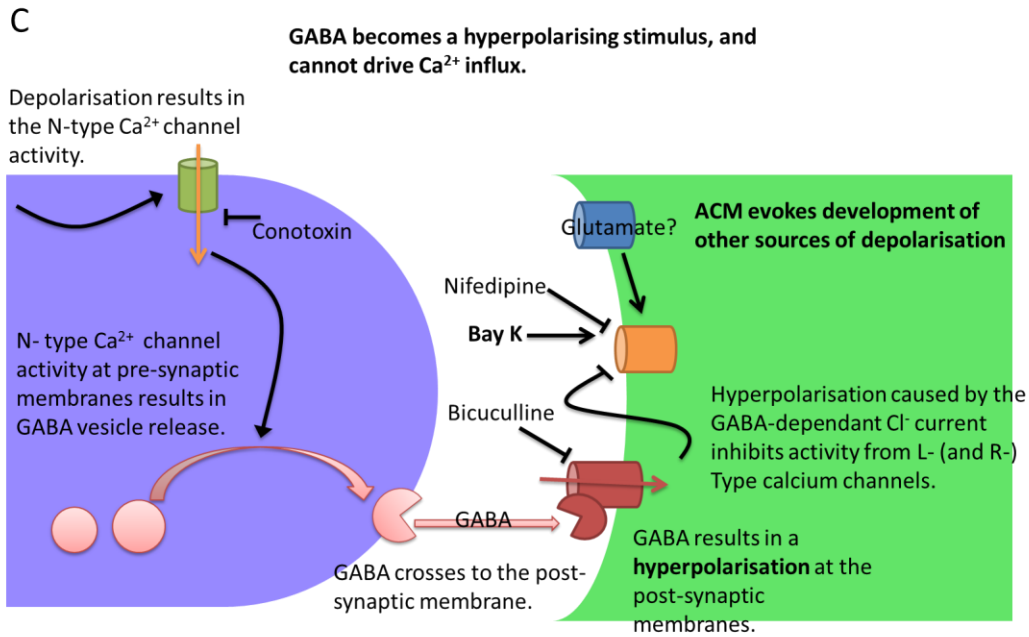 C
GABA becomes a hyperpolarising stimulus, and
cannot drive Ca²⁺ influx.
Depolarisation results in
the N-type Ca²⁺ channel
activity.
Conotoxin
Glutamate?
ACM evokes development of
other sources of depolarisation
Nifedipine
Bay K
N- type Ca²⁺ channel
activity at pre-synaptic
membranes results in
GABA vesicle release.
Bicuculline
Hyperpolarisation caused by the
GABA-dependant Cl⁻ current
inhibits activity from L- (and R-)
Type calcium channels.
GABA
GABA crosses to the post-
synaptic membrane.
GABA results in a
hyperpolarisation at the
post-synaptic
membranes.